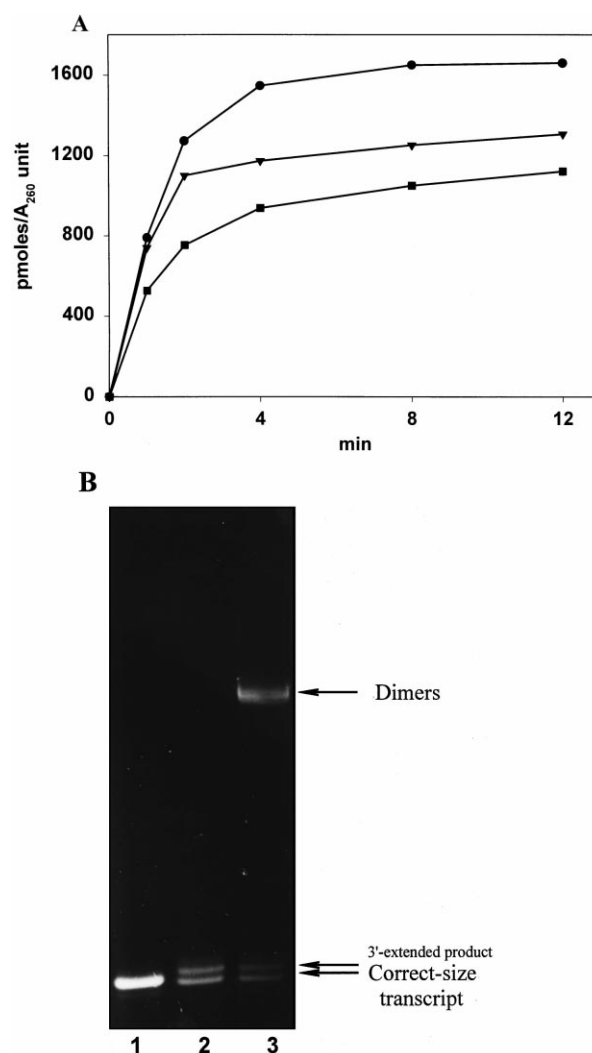 A
1600
1200
800
400
0
pmoles/A260 unit
0 4 8 12
min
B
Dimers
3'-extended product
Correct-size
transcript
1 2 3